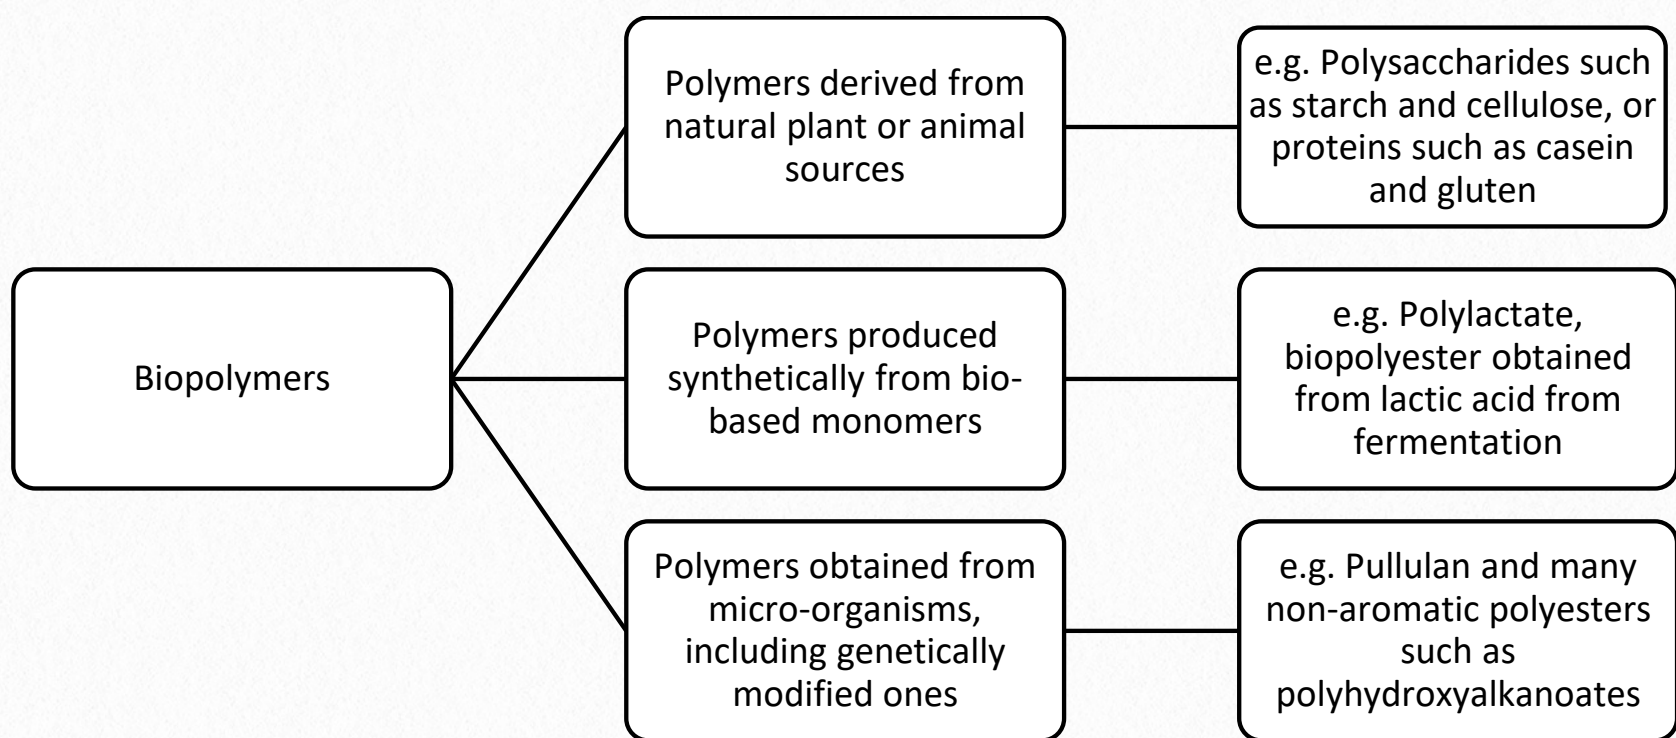 Biopolymers
Polymers derived from
natural plant or animal
sources
e.g. Polysaccharides such
as starch and cellulose, or
proteins such as casein
and gluten
Polymers produced
synthetically from bio-
based monomers
e.g. Polylactate,
biopolyester obtained
from lactic acid from
fermentation
Polymers obtained from
micro-organisms,
including genetically
modified ones
e.g. Pullulan and many
non-aromatic polyesters
such as
polyhydroxyalkanoates